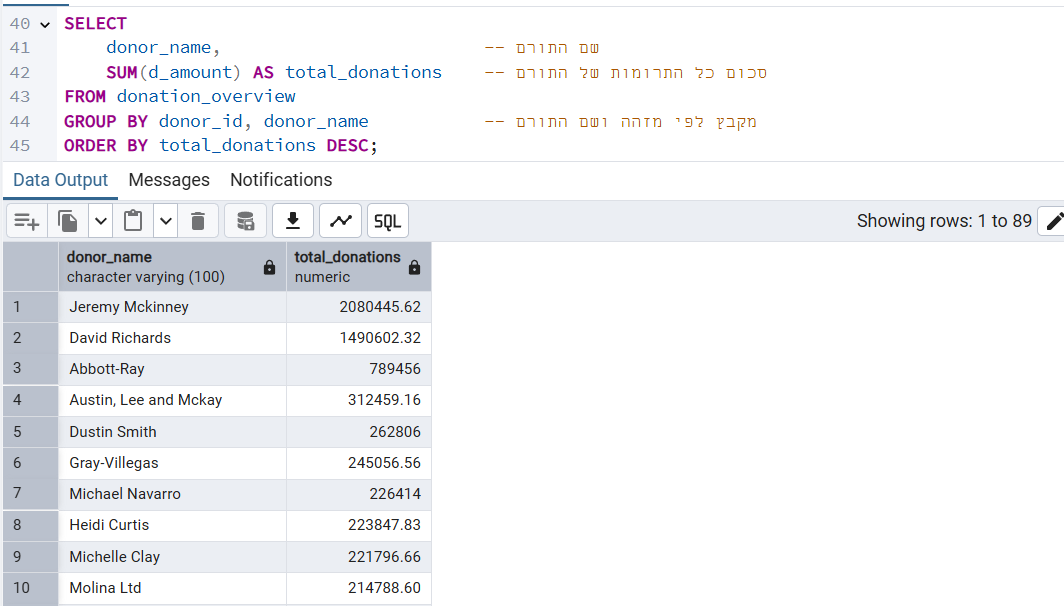 40 SELECT
41 donor_name, -- שם התורם
42 SUM(d_amount) AS total_donations -- סכום כל התרומות של התורם
43 FROM donation_overview
44 GROUP BY donor_id, donor_name -- מקבץ לפי מזהה ושם התורם
45 ORDER BY total_donations DESC;
Data Output Messages Notifications
SQL Showing rows: 1 to 89
donor_name total_donations
character varying (100) numeric
1 Jeremy Mckinney 2080445.62
2 David Richards 1490602.32
3 Abbott-Ray 789456
4 Austin, Lee and Mckay 312459.16
5 Dustin Smith 262806
6 Gray-Villegas 245056.56
7 Michael Navarro 226414
8 Heidi Curtis 223847.83
9 Michelle Clay 221796.66
10 Molina Ltd 214788.60